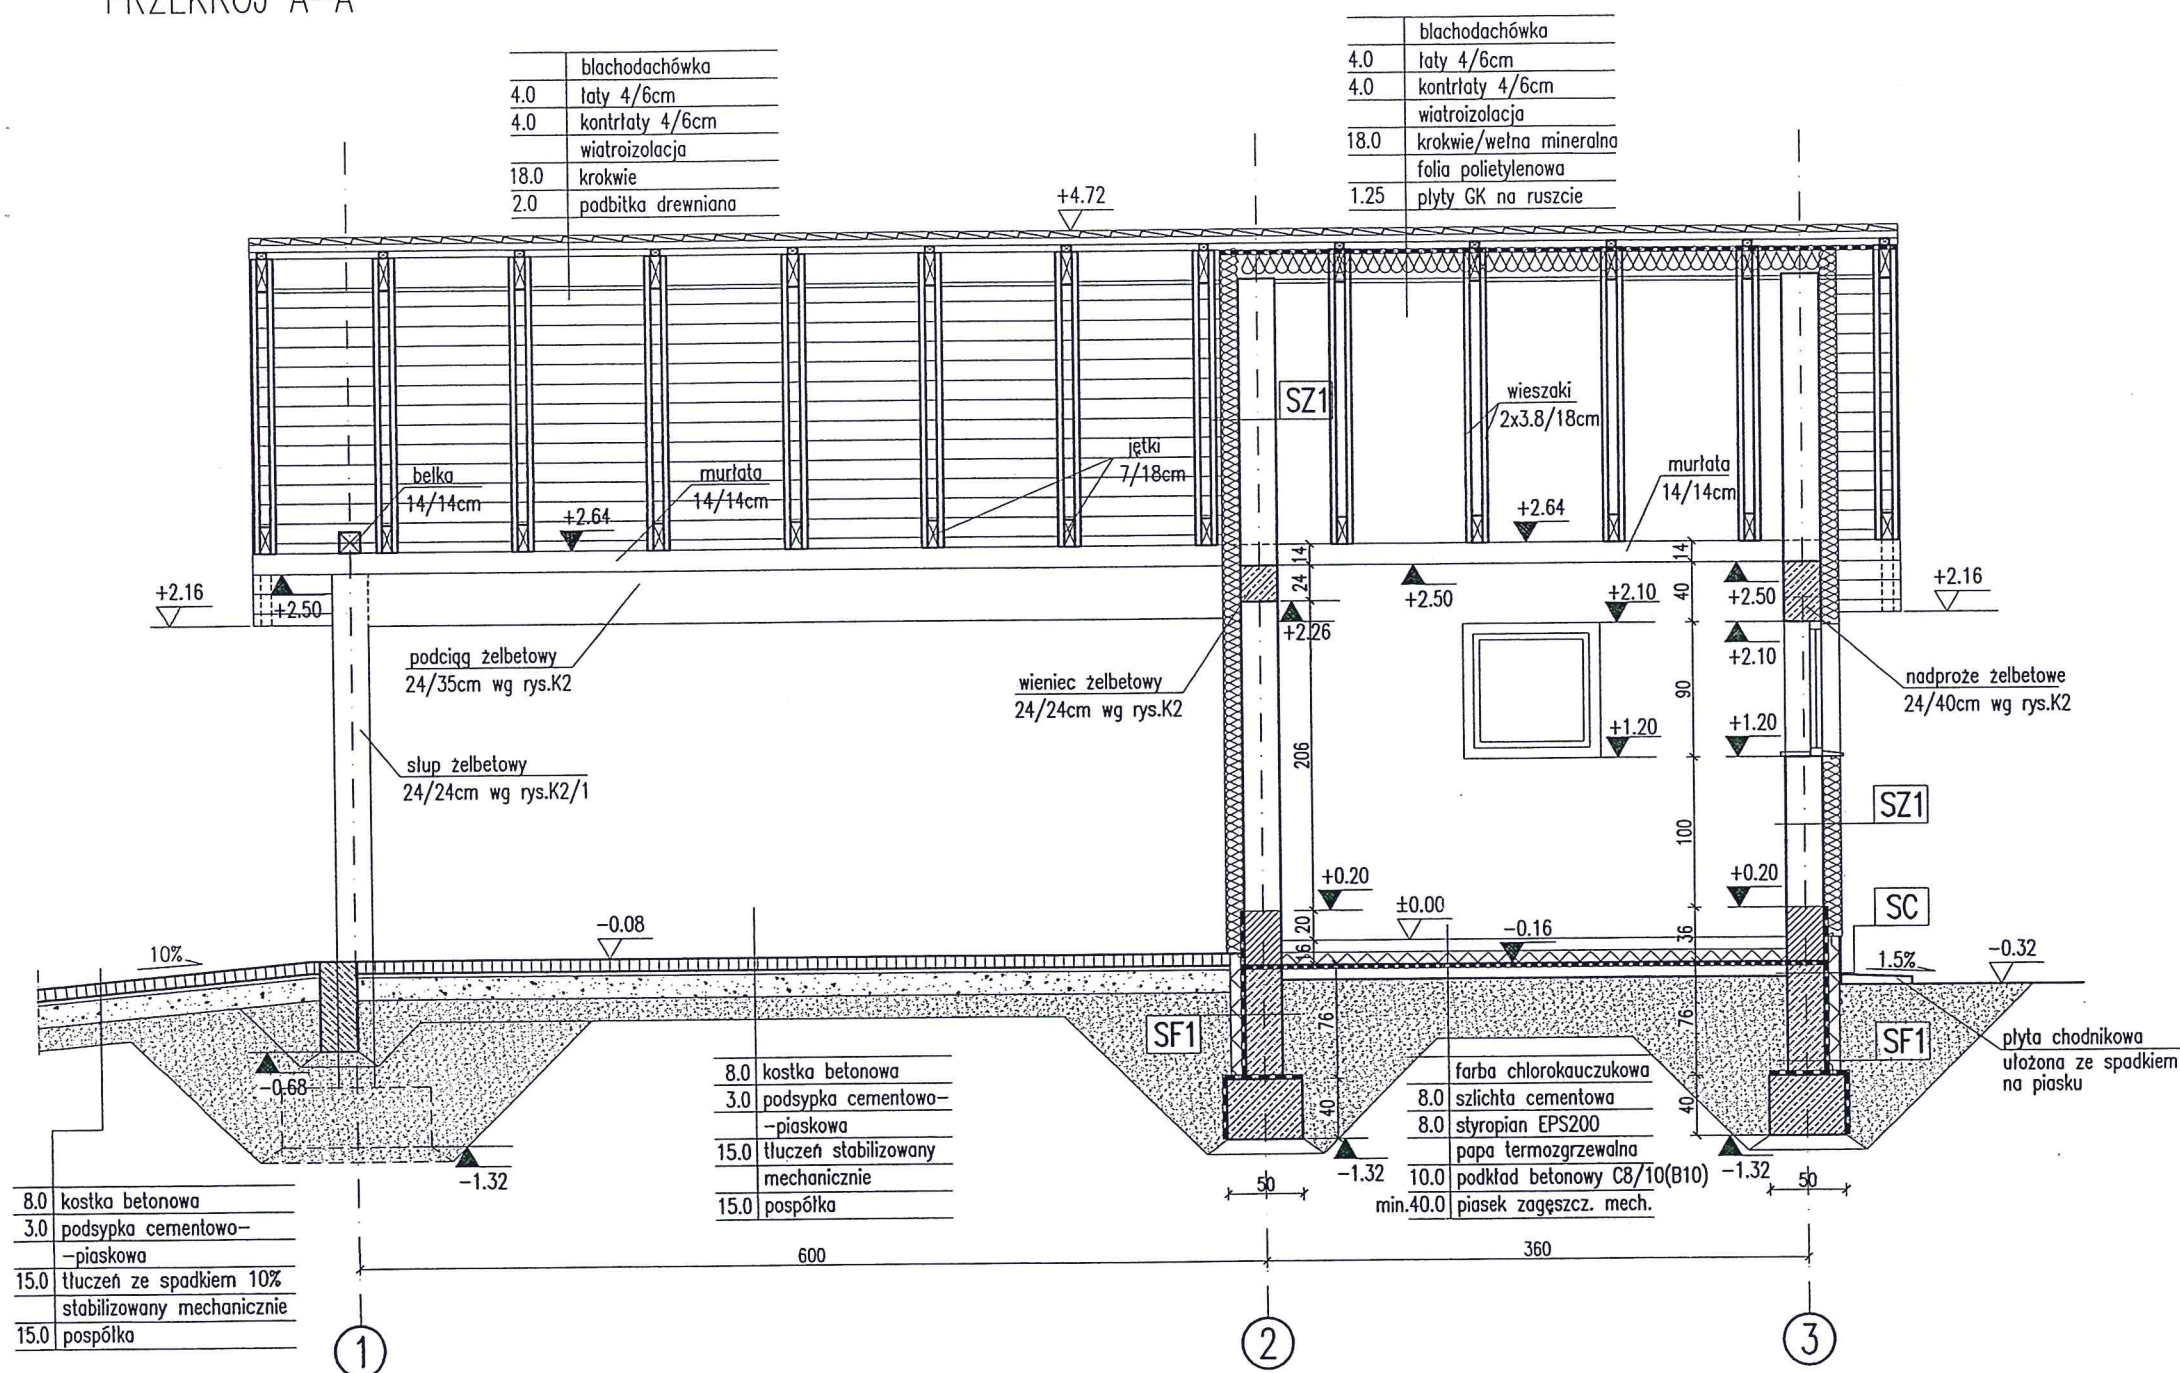 PRZEKRÓJ A-A
blachodachówka
4.0 łaty 4/6cm
4.0 kontrłaty 4/6cm
wiatroizolacja
18.0 krokwie
2.0 podbitka drewniana
blachodachówka
4.0 łaty 4/6cm
4.0 kontrłaty 4/6cm
wiatroizolacja
18.0 krokwie/wełna mineralna
folia polietylenowa
1.25 płyty GK na ruszcie
+4.72
SZ1
wieszaki
2x3.8/18cm
belka
14/14cm
murłata
14/14cm
jętki
7/18cm
murłata
14/14cm
+2.64
+2.64
14
14
+2.16
+2.50
24
+2.50
+2.10
40
+2.50
+2.16
+2.26
+2.10
podciąg żelbetowy
24/35cm wg rys.K2
wieniec żelbetowy
24/24cm wg rys.K2
90
nadproże żelbetowe
24/40cm wg rys.K2
+1.20
+1.20
206
słup żelbetowy
24/24cm wg rys.K2/1
SZ1
100
+0.20
+0.20
SC
10%
-0.08
20
±0.00
-0.16
36
16
1.5%
-0.32
SF1
76
76
SF1
płyta chodnikowa
ułożona ze spadkiem
na piasku
-0.68
8.0 kostka betonowa
3.0 podsypka cementowo-
-piaskowa
15.0 tłuczeń stabilizowany
mechanicznie
15.0 pospółka
40
farba chlorokauczukowa
8.0 szlichta cementowa
8.0 styropian EPS200
papa termozgrzewalna
10.0 podkład betonowy C8/10(B10)
min.40.0 piasek zagęszcz. mech.
40
-1.32
-1.32
-1.32
50
50
8.0 kostka betonowa
3.0 podsypka cementowo-
-piaskowa
15.0 tłuczeń ze spadkiem 10%
stabilizowany mechanicznie
15.0 pospółka
600
360
1
2
3